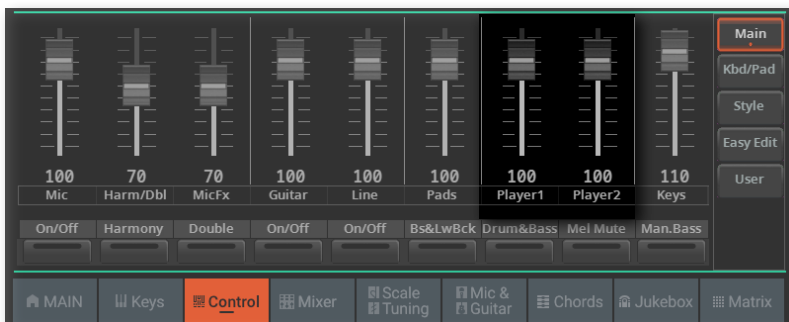 100 70 70 100 100 100 100 100 110
Mic Harm/Dbl MicFx Guitar Line Pads Player1 Player2 Keys
On/Off Harmony Double On/Off On/Off Bs&LwBck Drum&Bass Mel Mute Man.Bass
Main
Kbd/Pad
Style
Easy Edit
User
MAIN Keys Control Mixer Scale Tuning Mic & Guitar Chords Jukebox Matrix